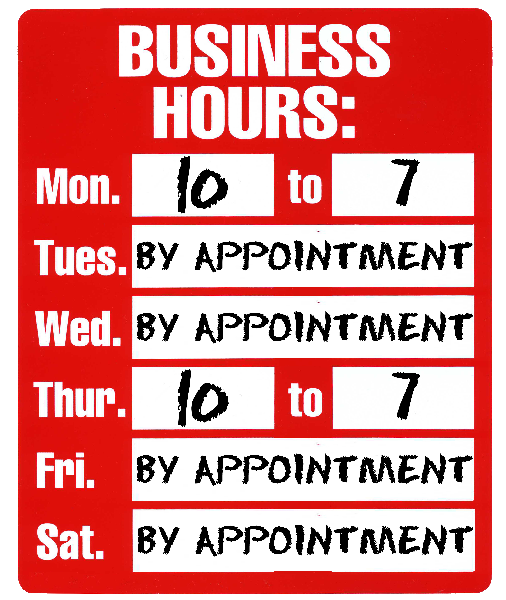 BUSINESS
HOURS:
Mon. 10 to 7
Tues. BY APPOINTMENT
Wed. BY APPOINTMENT
Thur. 10 to 7
Fri. BY APPOINTMENT
Sat. BY APPOINTMENT